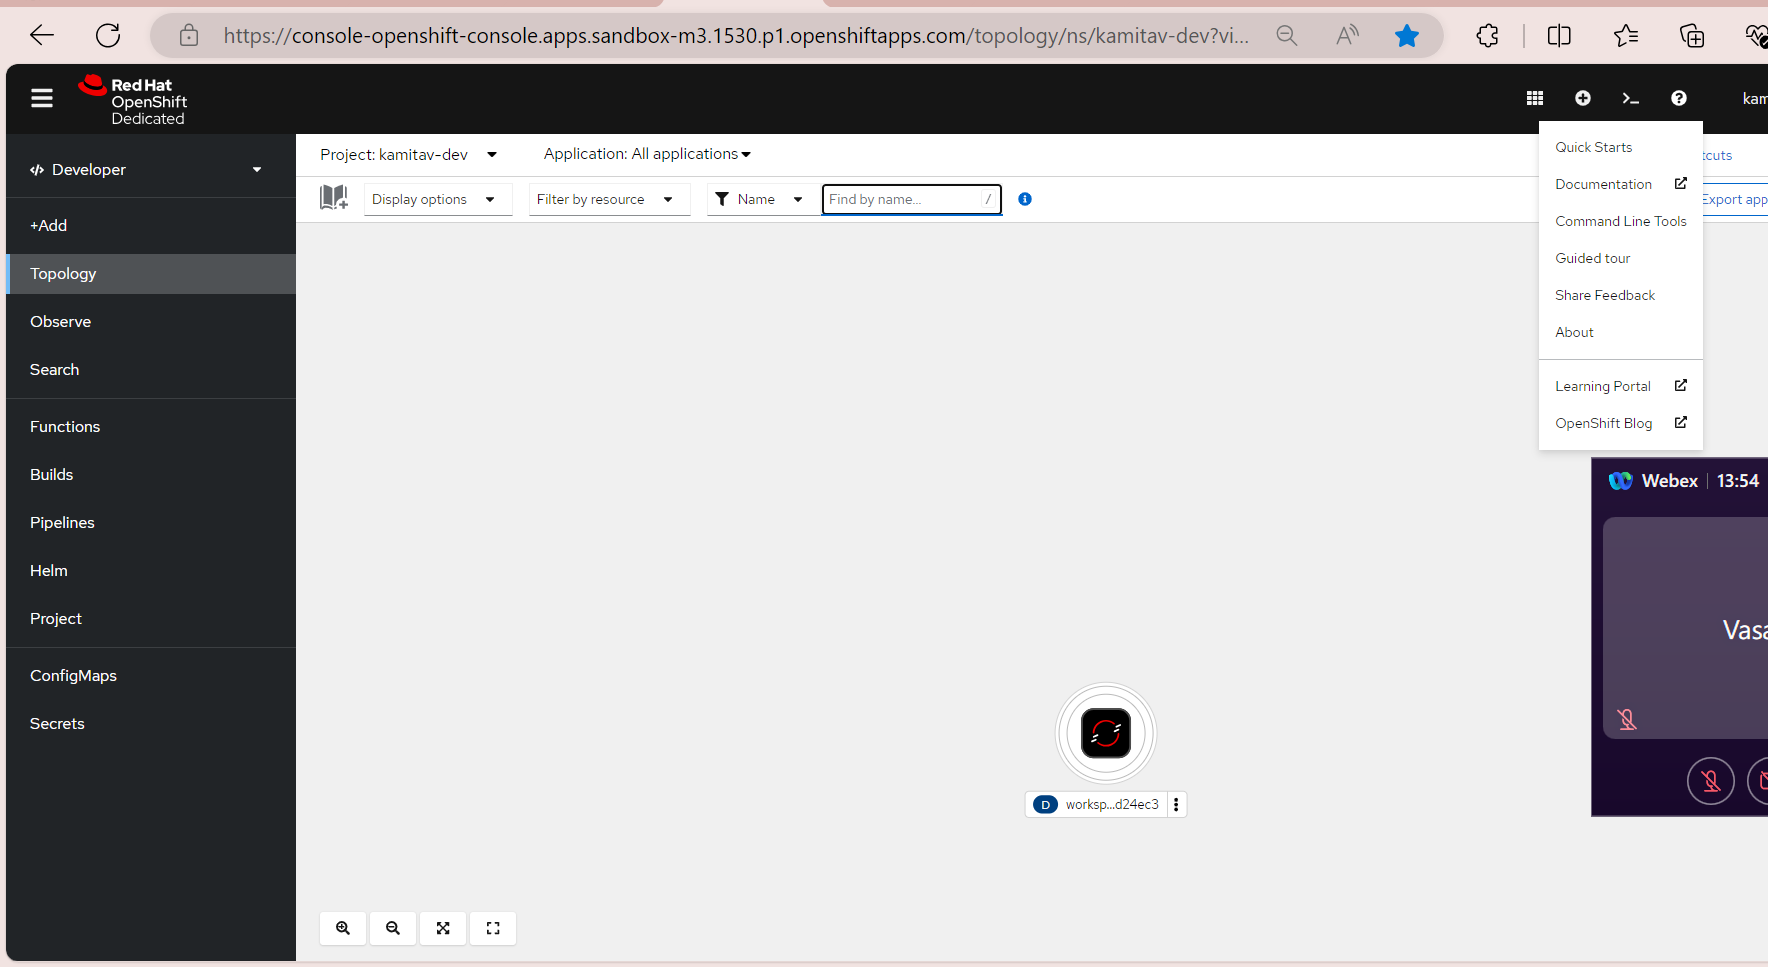 https://console-openshift-console.apps.sandbox-m3.1530.p1.openshiftapps.com/topology/ns/kamitav-dev?vi...
Red Hat
OpenShift
Dedicated
kam
Developer
+Add
Topology
Observe
Search
Functions
Builds
Pipelines
Helm
Project
ConfigMaps
Secrets
Project: kamitav-dev
Application: All applications
Display options
Filter by resource
Name
Find by name...
/
Quick Starts
Documentation
Command Line Tools
Guided tour
Share Feedback
About
Learning Portal
OpenShift Blog
tcuts
Export app
Webex | 13:54
Vasa
D worksp...d24ec3